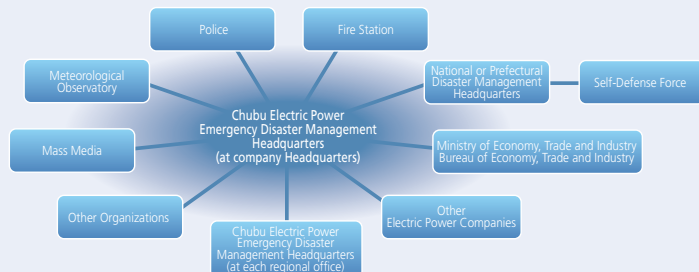 Police
Fire Station
Meteorological
Observatory
National or Prefectural
Disaster Management
Headquarters
Self-Defense Force
Chubu Electric Power
Emergency Disaster Management
Headquarters
(at company Headquarters)
Mass Media
Ministry of Economy, Trade and Industry
Bureau of Economy, Trade and Industry
Other Organizations
Other
Electric Power Companies
Chubu Electric Power
Emergency Disaster
Management Headquarters
(at each regional office)